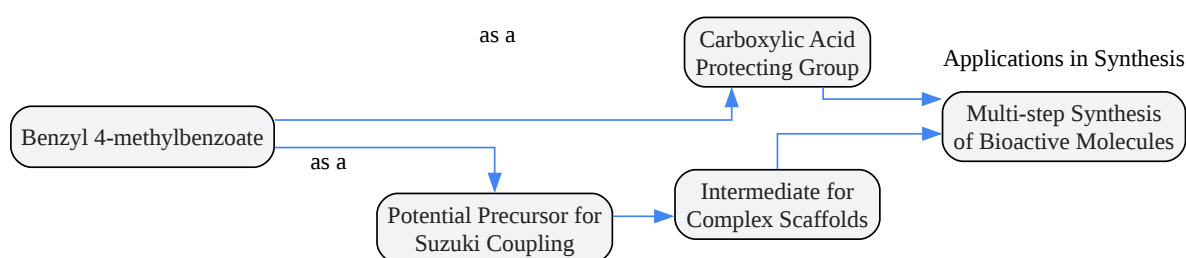 as a
Carboxylic Acid
Protecting Group
Applications in Synthesis
Benzyl 4-methylbenzoate
Multi-step Synthesis
of Bioactive Molecules
as a
Potential Precursor for
Suzuki Coupling
Intermediate for
Complex Scaffolds